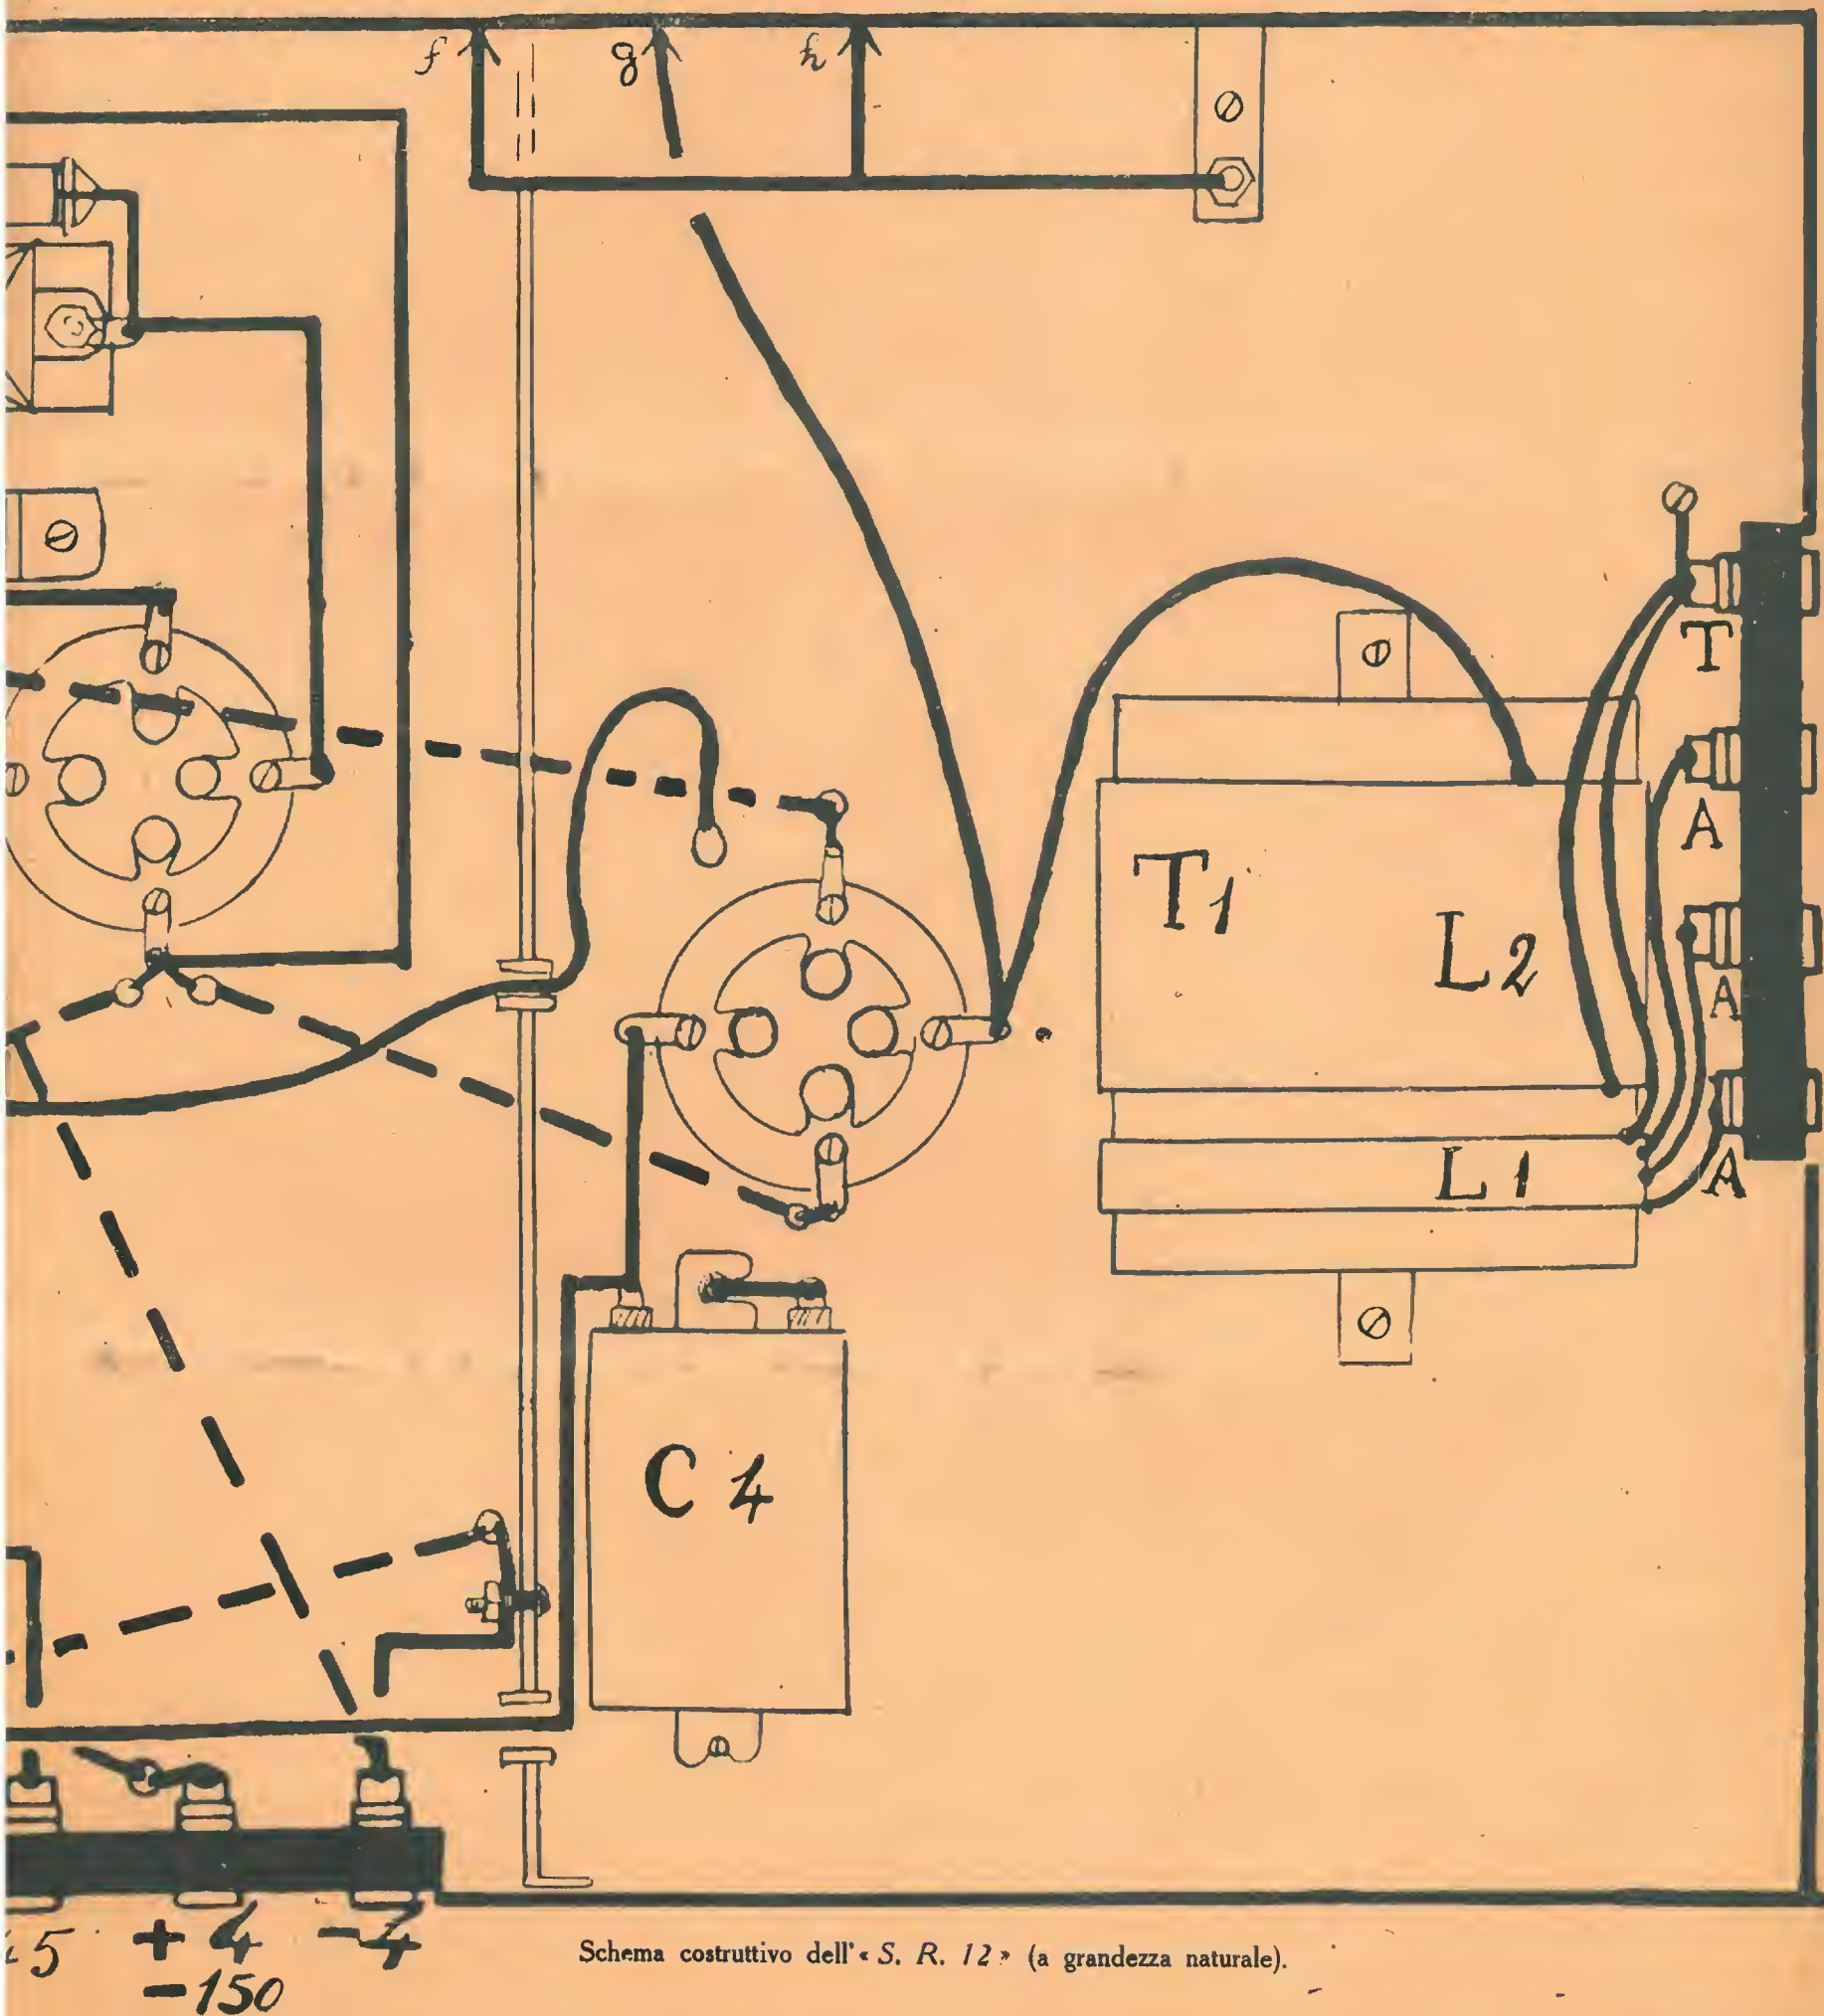 f g h
T
A
T1
L2
A
L1
A
C4
5 +4 -4
-150
Schema costruttivo dell'« S. R. 12 » (a grandezza naturale).